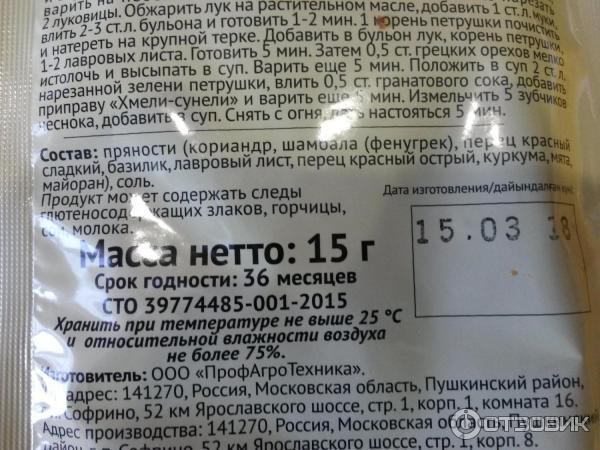 варить на
нарезать
2 луковицы. Обжарить лук на растительном масле, добавить 1 ст.л. муки,
влить 2-3 ст.л. бульона и готовить 1-2 мин. 1 корень петрушки почистить
и натереть на крупной терке. Добавить в бульон лук, корень петрушки,
1-2 лавровых листа. Готовить 5 мин. Затем 0,5 ст. грецких орехов мелко
истолочь и высыпать в суп. Варить еще 5 мин. Положить в суп 2 ст. л.
нарезанной зелени петрушки, влить 0,5 ст. гранатового сока, добавить
приправу «Хмели-сунели» и варить еще 5 мин. Измельчить 5 зубчиков
чеснока, добавить в суп. Снять с огня, дать настояться 5 мин.
Состав: пряности (кориандр, шамбала (фенугрек), перец красный
сладкий, базилик, лавровый лист, перец красный острый, куркума, мята,
майоран), соль.
Продукт может содержать следы
глютеносодержащих злаков, горчицы,
сои, молока.
Дата изготовления/дайындалған күні:
15.03 18
Масса нетто: 15 г
Срок годности: 36 месяцев
СТО 39774485-001-2015
Хранить при температуре не выше 25 °С
и относительной влажности воздуха
не более 75%.
Изготовитель: ООО «ПрофАгроТехника».
адрес: 141270, Россия, Московская область, Пушкинский район,
Софрино, 52 км Ярославского шоссе, стр. 1, корп. 1, комната 16.
Адрес производства: 141270, Россия, Московская
район, Софрино, 52 км Ярославского шоссе, стр. 1, корп. 8.
ОТЗОВИК